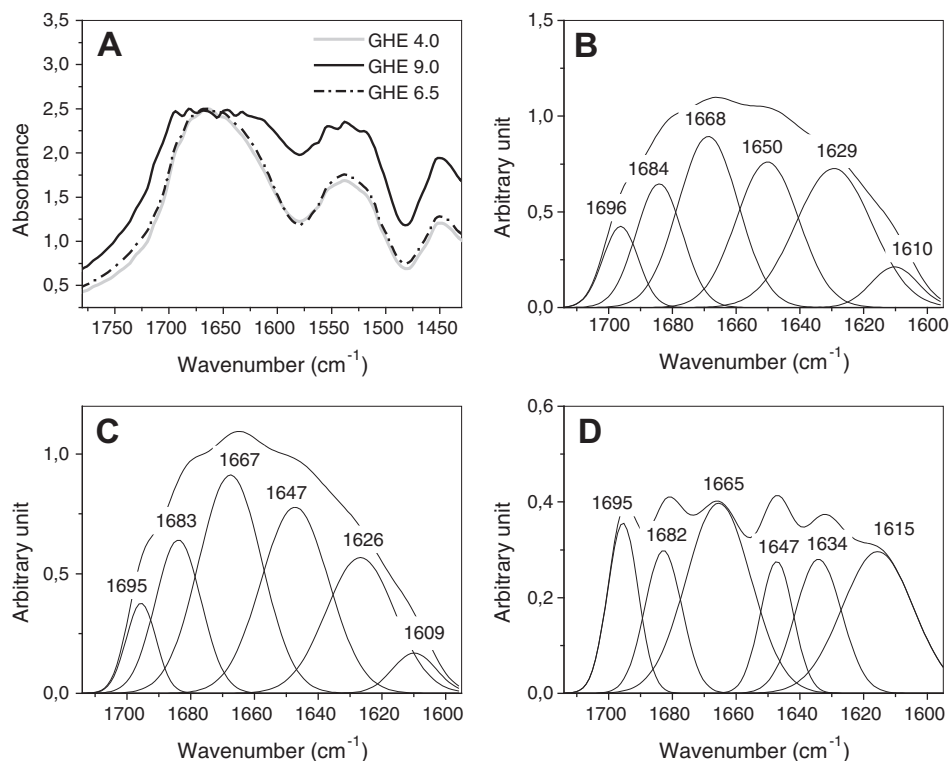 A
GHE 4.0
GHE 9.0
GHE 6.5
3,5
3,0
2,5
2,0
1,5
1,0
0,5
Absorbance
1750 1700 1650 1600 1550 1500 1450
Wavenumber (cm-1)
B
1,5
1,0
0,5
0,0
Arbitrary unit
1696
1684
1668
1650
1629
1610
1700 1680 1660 1640 1620 1600
Wavenumber (cm-1)
C
1,0
0,5
0,0
Arbitrary unit
1695
1683
1667
1647
1626
1609
1700 1680 1660 1640 1620 1600
Wavenumber (cm-1)
D
0,6
0,4
0,2
0,0
Arbitrary unit
1695
1682
1665
1647
1634
1615
1700 1680 1660 1640 1620 1600
Wavenumber (cm-1)